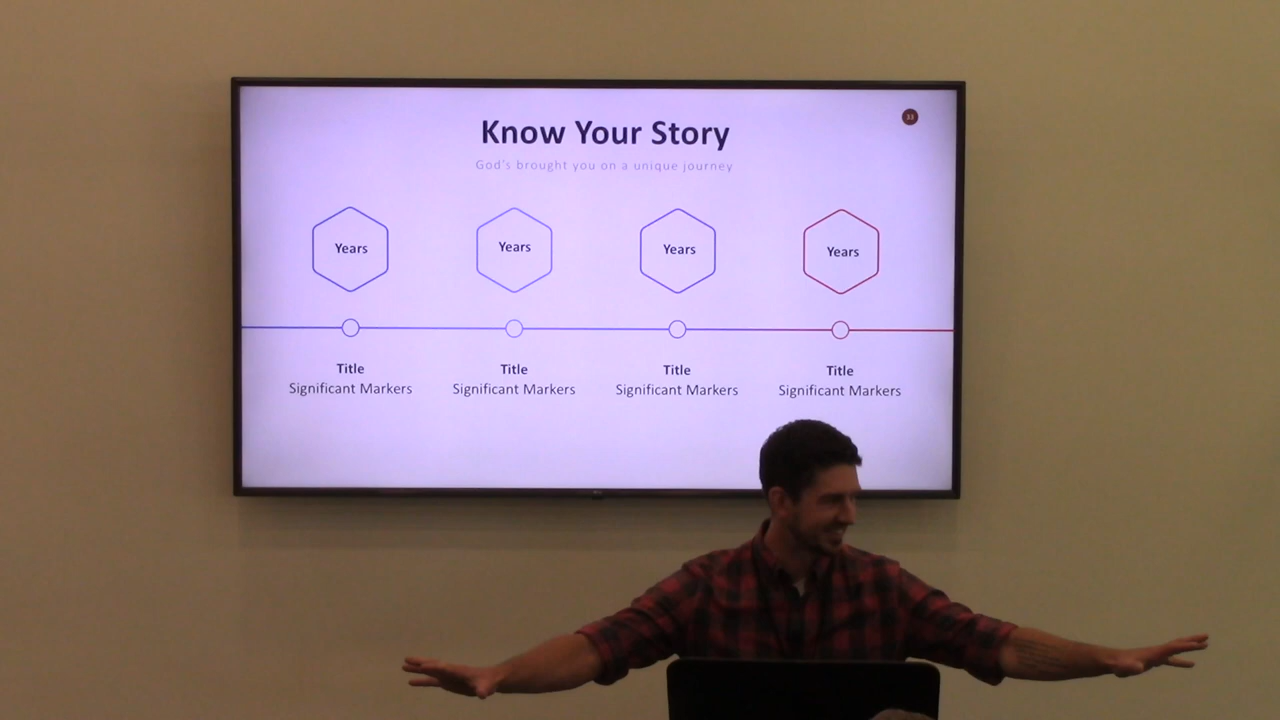 33
Know Your Story
God's brought you on a unique journey
Years Years Years Years
Title Title Title Title
Significant Markers Significant Markers Significant Markers Significant Markers